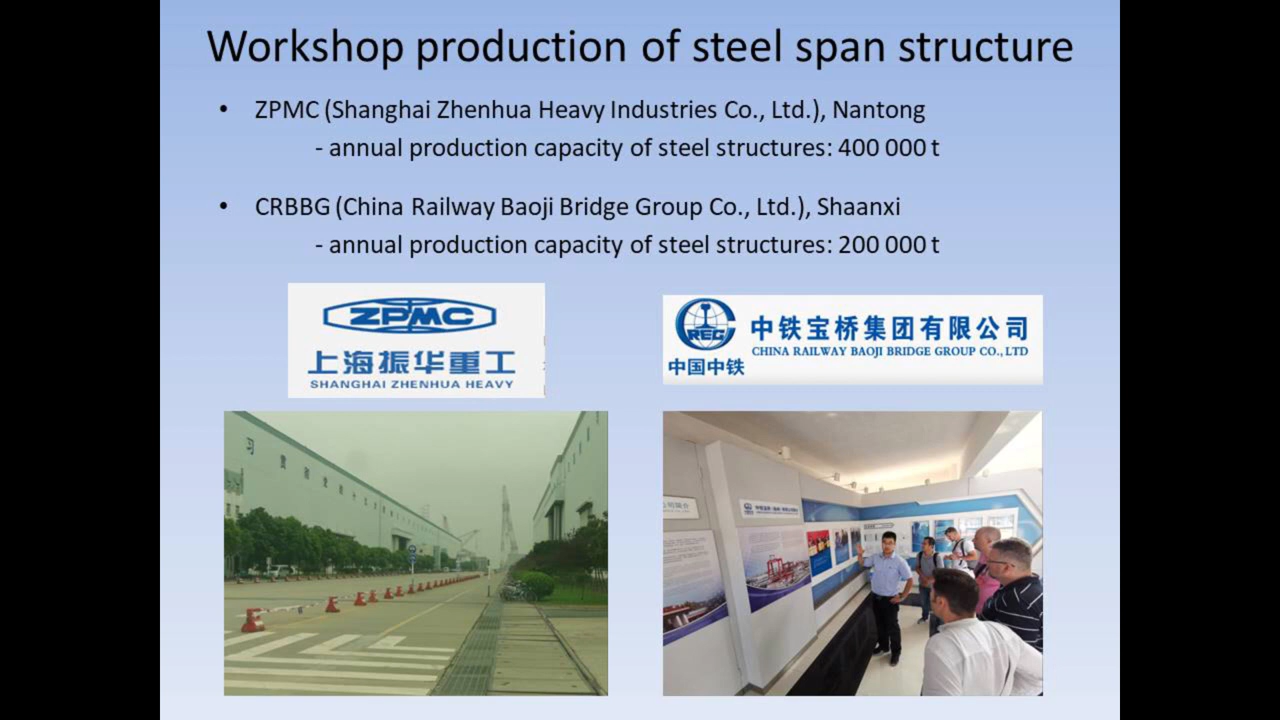 Workshop production of steel span structure
• ZPMC (Shanghai Zhenhua Heavy Industries Co., Ltd.), Nantong
- annual production capacity of steel structures: 400 000 t
• CRBBG (China Railway Baoji Bridge Group Co., Ltd.), Shaanxi
- annual production capacity of steel structures: 200 000 t
ZPMC
上海振华重工
SHANGHAI ZHENHUA HEAVY
REC
中国中铁
中铁宝桥集团有限公司
CHINA RAILWAY BAOJI BRIDGE GROUP CO., LTD